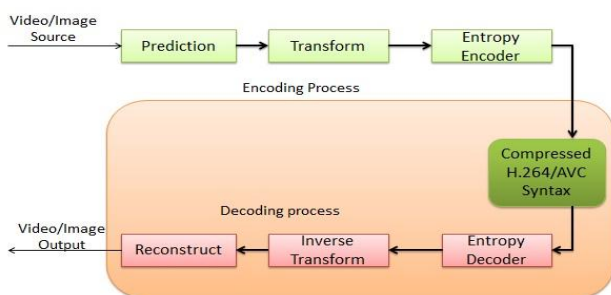 Video/Image
Source
Prediction
Transform
Entropy
Encoder
Encoding Process
Compressed
H.264/AVC
Syntax
Decoding process
Video/Image
Output
Reconstruct
Inverse
Transform
Entropy
Decoder